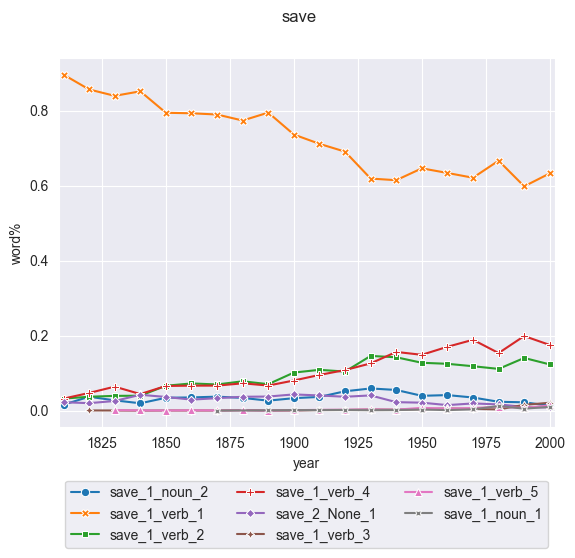 save
0.8
0.6
0.4
0.2
0.0
word%
1825 1850 1875 1900 1925 1950 1975 2000
year
save_1_noun_2 save_1_verb_4 save_1_verb_5
save_1_verb_1 save_2_None_1 save_1_noun_1
save_1_verb_2 save_1_verb_3